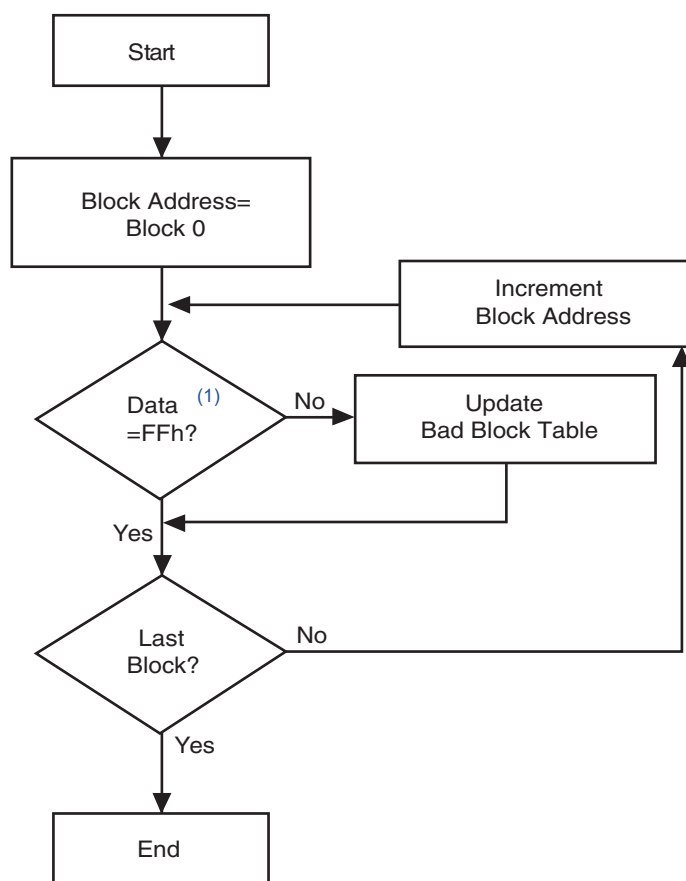 Start
Block Address=
Block 0
Increment
Block Address
Data (1)
=FFh?
No
Update
Bad Block Table
Yes
Last
Block?
No
Yes
End